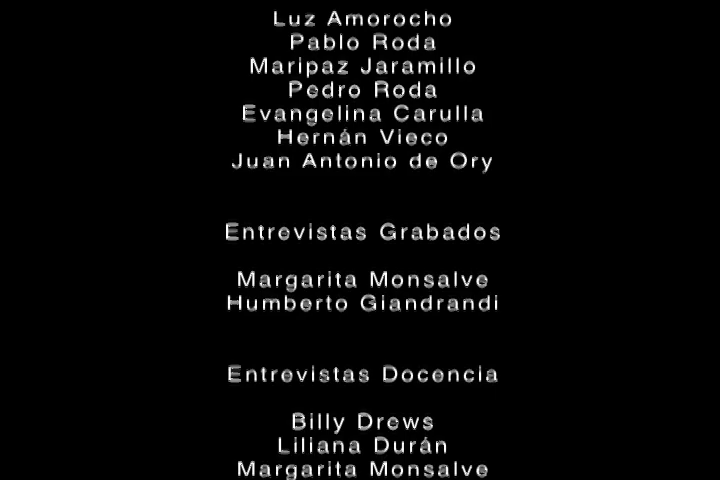 Luz Amorocho
Pablo Roda
Maripaz Jaramillo
Pedro Roda
Evangelina Carulla
Hernán Vieco
Juan Antonio de Ory
Entrevistas Grabados
Margarita Monsalve
Humberto Giandrandi
Entrevistas Docencia
Billy Drews
Liliana Durán
Margarita Monsalve